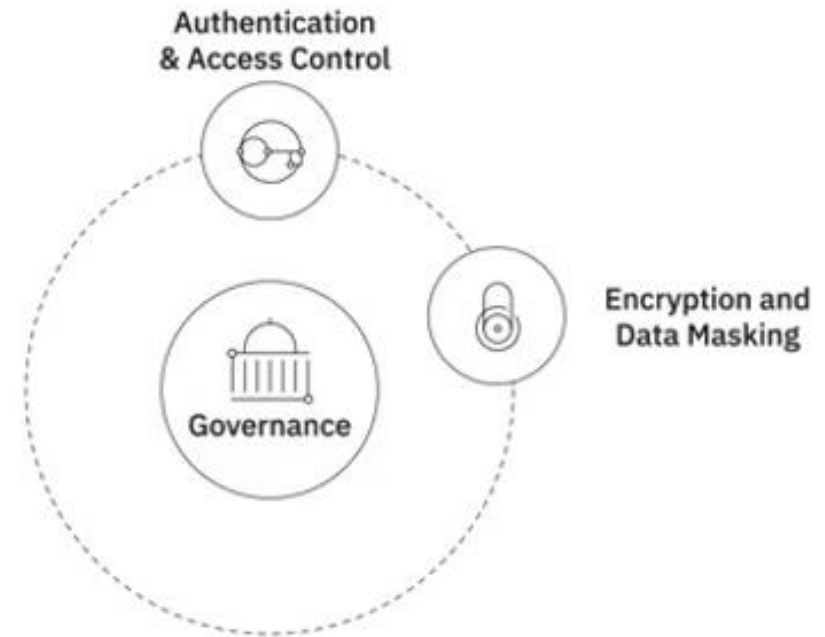 Authentication
& Access Control
Encryption and
Data Masking
Governance